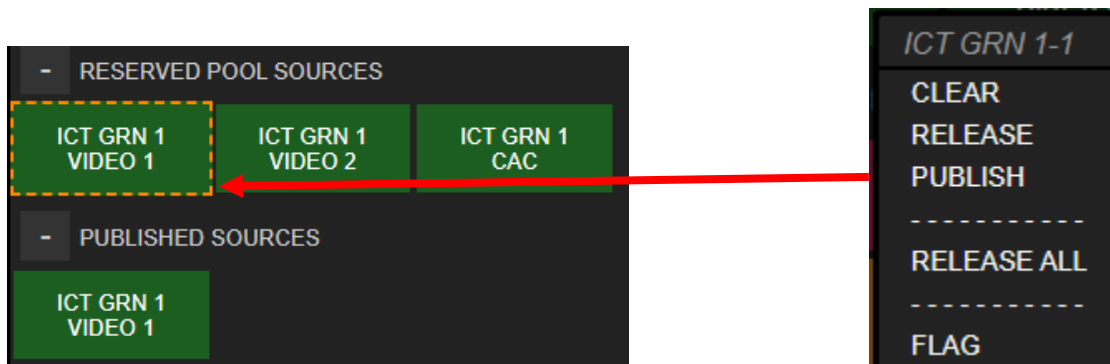 - RESERVED POOL SOURCES
ICT GRN 1
VIDEO 1
ICT GRN 1
VIDEO 2
ICT GRN 1
CAC
- PUBLISHED SOURCES
ICT GRN 1
VIDEO 1
ICT GRN 1-1
CLEAR
RELEASE
PUBLISH
- - - - - - - - - - -
RELEASE ALL
- - - - - - - - - - -
FLAG